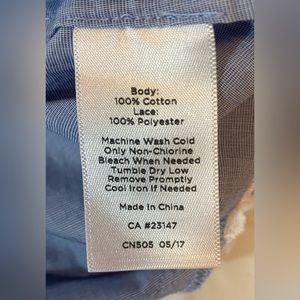 Body:
100% Cotton
Lace:
100% Polyester
Machine Wash Cold
Only Non-Chlorine
Bleach When Needed
Tumble Dry Low
Remove Promptly
Cool Iron If Needed
Made In China
CA #23147
CN505 05/17